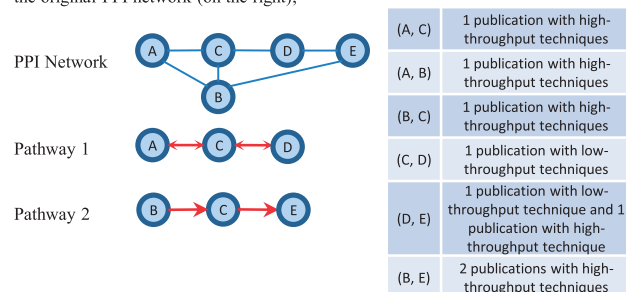 the original PPI network (on the right);
PPI Network
A
C
D
E
B
Pathway 1
A
C
D
Pathway 2
B
C
E
(A, C)
1 publication with high-
throughput techniques
(A, B)
1 publication with high-
throughput techniques
(B, C)
1 publication with high-
throughput techniques
(C, D)
1 publication with low-
throughput techniques
(D, E)
1 publication with low-
throughput technique and 1
publication with high-
throughput technique
(B, E)
2 publications with high-
throughput techniques